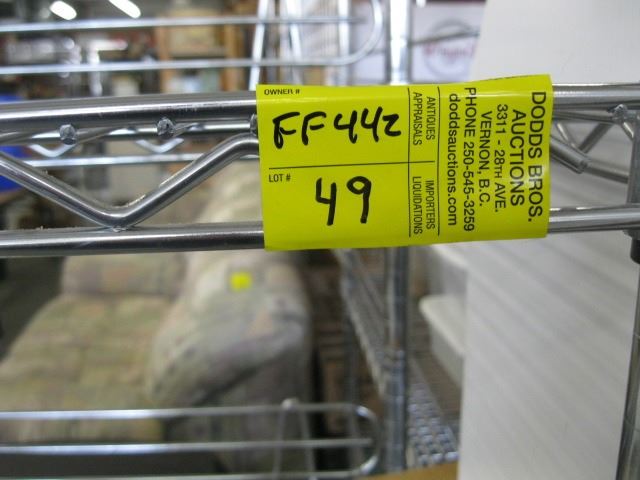 OWNER #
FF442
LOT #
49
ANTIQUES
APPRAISALS
IMPORTERS
LIQUIDATIONS
DODDS BROS.
AUCTIONS
3311 - 28TH AVE.
VERNON, B.C.
PHONE 250-545-3259
doddsauctions.com